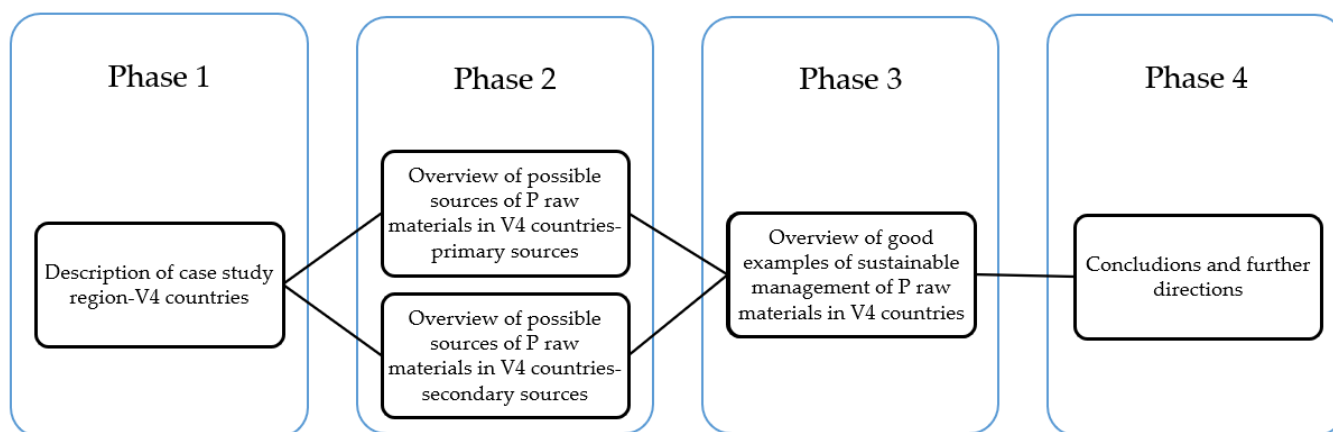 Phase 1
Description of case study
region-V4 countries
Phase 2
Overview of possible
sources of P raw
materials in V4 countries-
primary sources
Overview of possible
sources of P raw
materials in V4 countries-
secondary sources
Phase 3
Overview of good
examples of sustainable
management of P raw
materials in V4 countries
Phase 4
Concludions and further
directions